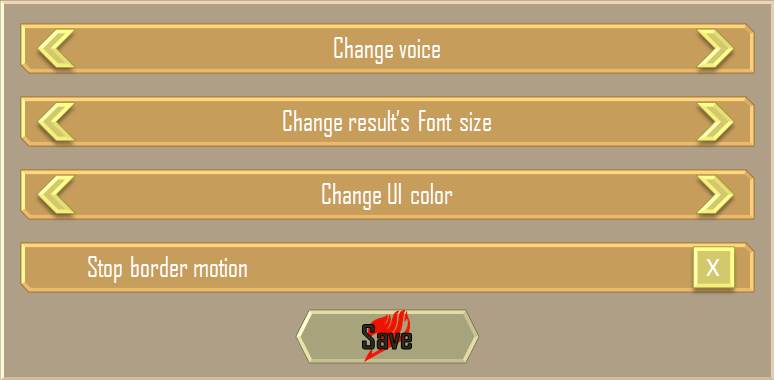 Change voice
Change result's Font size
Change UI color
Stop border motion
X
Save